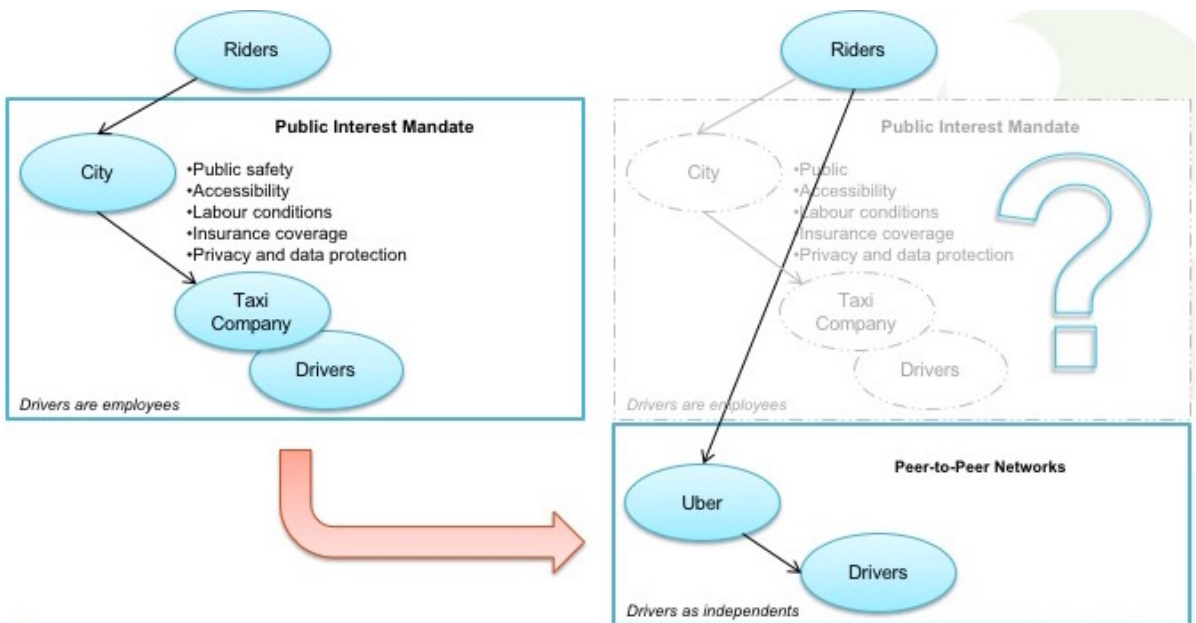 Riders
Public Interest Mandate
City
•Public safety
•Accessibility
•Labour conditions
•Insurance coverage
•Privacy and data protection
Taxi
Company
Drivers
Drivers are employees
Riders
Public Interest Mandate
City
•Public
•Accessibility
•Labour conditions
•Insurance coverage
•Privacy and data protection
Taxi
Company
Drivers
Drivers are employees
?
Peer-to-Peer Networks
Uber
Drivers
Drivers as independents